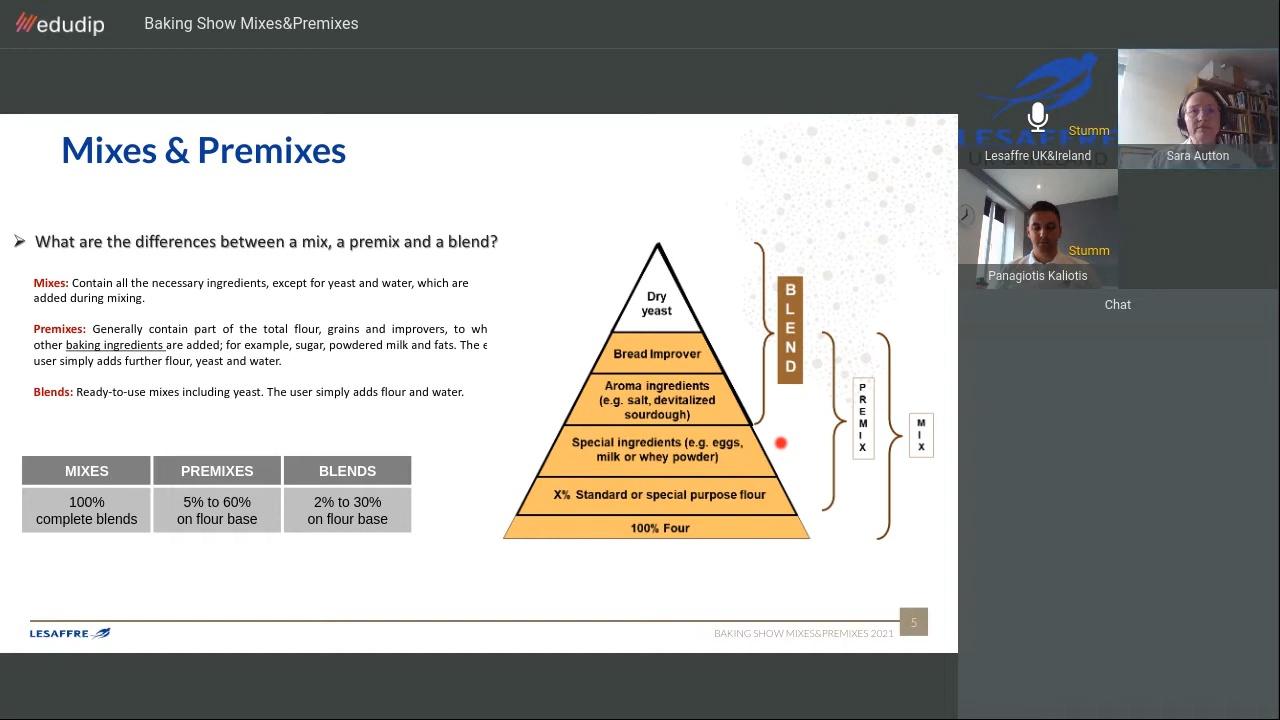 edudip
Baking Show Mixes&Premixes
Mixes & Premixes
What are the differences between a mix, a premix and a blend?
Mixes: Contain all the necessary ingredients, except for yeast and water, which are
added during mixing.
Premixes: Generally contain part of the total flour, grains and improvers, to wh
other baking ingredients are added; for example, sugar, powdered milk and fats. The e
user simply adds further flour, yeast and water.
Blends: Ready-to-use mixes including yeast. The user simply adds flour and water.
MIXES PREMIXES BLENDS
100% 5% to 60% 2% to 30%
complete blends on flour base on flour base
Dry
yeast
Bread Improver
Aroma ingredients
(e.g. salt, devitalized
sourdough)
Special ingredients (e.g. eggs,
milk or whey powder)
X% Standard or special purpose flour
100% Four
BLEND
PREMIX
MIX
LESAFFRE
BAKING SHOW MIXES&PREMIXES 2021
5
LESAFFRE
Stumm
Lesaffre UK&Ireland
Sara Autton
Stumm
Panagiotis Kaliotis
Chat